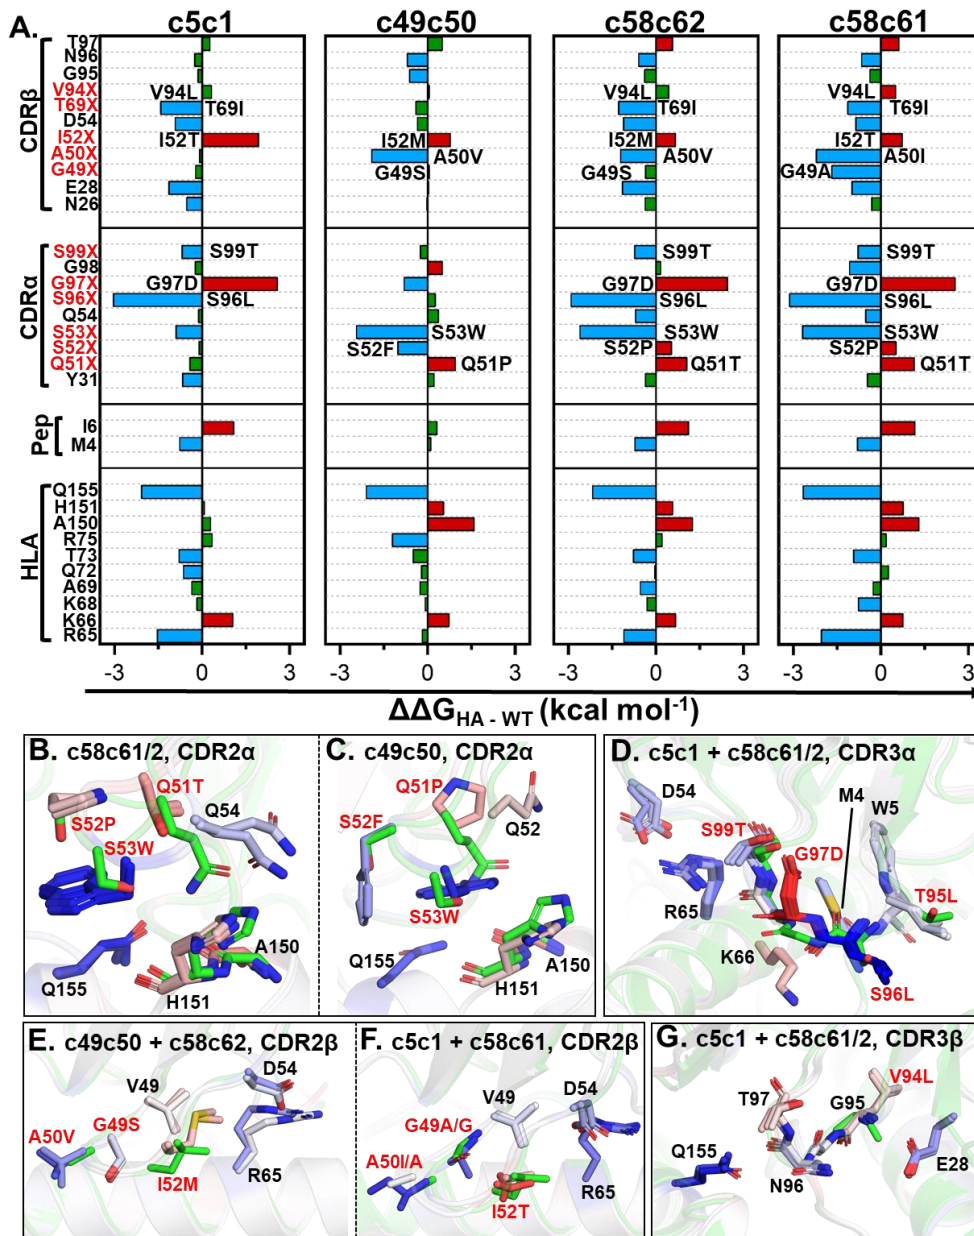 A. c5c1 c49c50 c58c62 c58c61
CDRβ
T97
N96
G95
V94X V94L V94L V94L
T69X T69I T69I T69I
D54
I52X I52T I52M I52M I52T
A50X A50V A50V A50I
G49X G49S G49S G49A
E28
N26
CDRα
S99X S99T S99T S99T
G98
G97X G97D G97D G97D
S96X S96L S96L S96L
Q54
S53X S53W S53W S53W
S52X S52F S52P S52P
Q51X Q51P Q51T Q51T
Y31
Pep
I6
M4
HLA
Q155
H151
A150
R75
T73
Q72
A69
K68
K66
R65
-3 0 3 -3 0 3 -3 0 3 -3 0 3
ΔΔG HA - WT (kcal mol-1)
B. c58c61/2, CDR2α
Q51T
S52P
Q54
S53W
Q155
A150
H151
C. c49c50, CDR2α
Q51P
S52F
Q52
S53W
Q155
A150
H151
D. c5c1 + c58c61/2, CDR3α
D54
M4
W5
S99T
G97D
R65
T95L
K66
S96L
E. c49c50 + c58c62, CDR2β
V49
D54
G49S
A50V
I52M
R65
F. c5c1 + c58c61, CDR2β
V49
D54
G49A/G
A50I/A
R65
I52T
G. c5c1 + c58c61/2, CDR3β
V94L
T97
G95
Q155
E28
N96